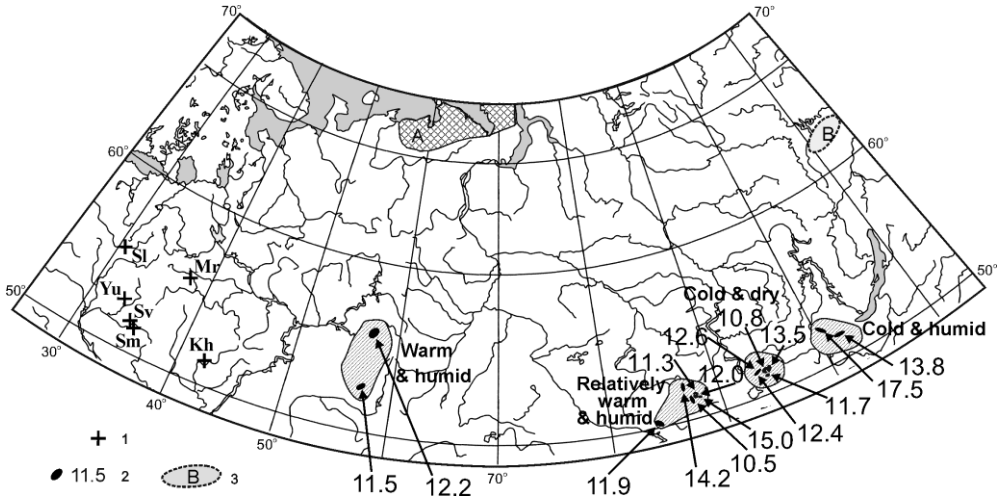 70°
70°
A
B
60°
60°
Sl
Mr
50°
50°
Yu
Sv
Sm
Kh
30°
40°
50°
70°
Cold & dry
10.8
12.6
13.5
Cold & humid
11.3
12.0
13.8
Warm
& humid
Relatively
warm
& humid
17.5
11.7
12.4
15.0
10.5
14.2
11.9
11.5
12.2
1
11.5 2
B 3